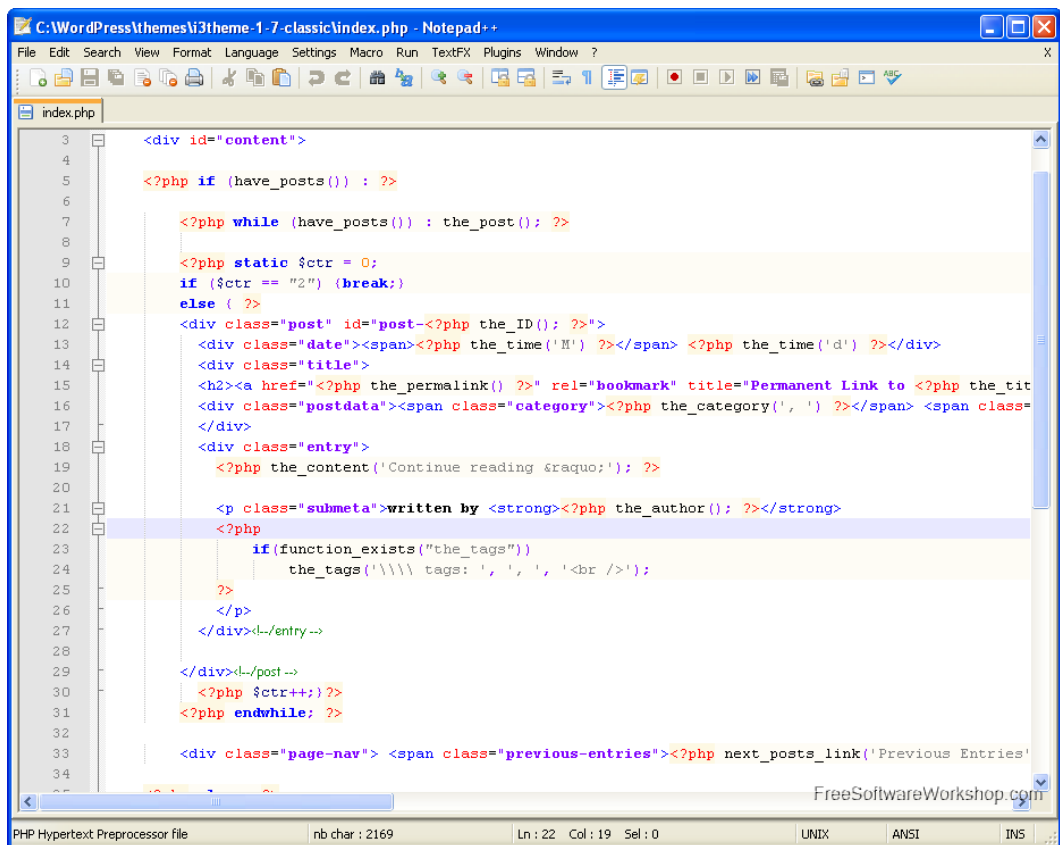 C:\WordPress\themes\i3theme-1-7-classic\index.php - Notepad++
File Edit Search View Format Language Settings Macro Run TextFX Plugins Window ? X
index.php
3 <div id="content">
4
5 <?php if (have_posts()) : ?>
6
7 <?php while (have_posts()) : the_post(); ?>
8
9 <?php static $ctr = 0;
10 if ($ctr == "2") {break;}
11 else { ?>
12 <div class="post" id="post-<?php the_ID(); ?>">
13 <div class="date"><span><?php the_time('M') ?></span> <?php the_time('d') ?></div>
14 <div class="title">
15 <h2><a href="<?php the_permalink() ?>" rel="bookmark" title="Permanent Link to <?php the_tit
16 <div class="postdata"><span class="category"><?php the_category(', ') ?></span> <span class=
17 </div>
18 <div class="entry">
19 <?php the_content('Continue reading &raquo;'); ?>
20
21 <p class="submeta">written by <strong><?php the_author(); ?></strong>
22 <?php
23 if(function_exists("the_tags"))
24 the_tags('\\\\ tags: ', ', ', '<br />');
25 ?>
26 </p>
27 </div><!--/entry -->
28
29 </div><!--/post -->
30 <?php $ctr++;}?>
31 <?php endwhile; ?>
32
33 <div class="page-nav"> <span class="previous-entries"><?php next_posts_link('Previous Entries'
34
FreeSoftwareWorkshop.com
PHP Hypertext Preprocessor file nb char : 2169 Ln : 22 Col : 19 Sel : 0 UNIX ANSI INS